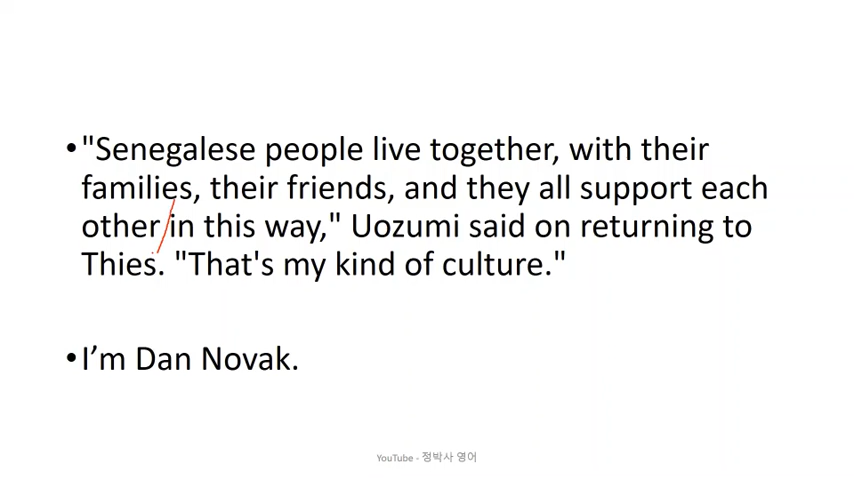 •"Senegalese people live together, with their
families, their friends, and they all support each
other in this way," Uozumi said on returning to
Thies. "That's my kind of culture."
•I’m Dan Novak.
YouTube - 정박사 영어